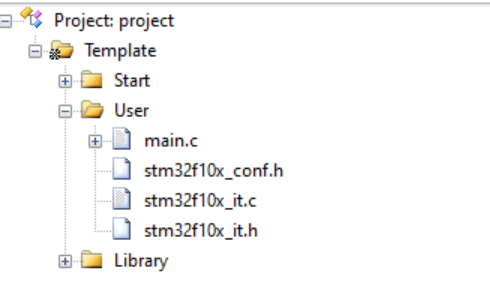 Project: project
Template
Start
User
main.c
stm32f10x_conf.h
stm32f10x_it.c
stm32f10x_it.h
Library